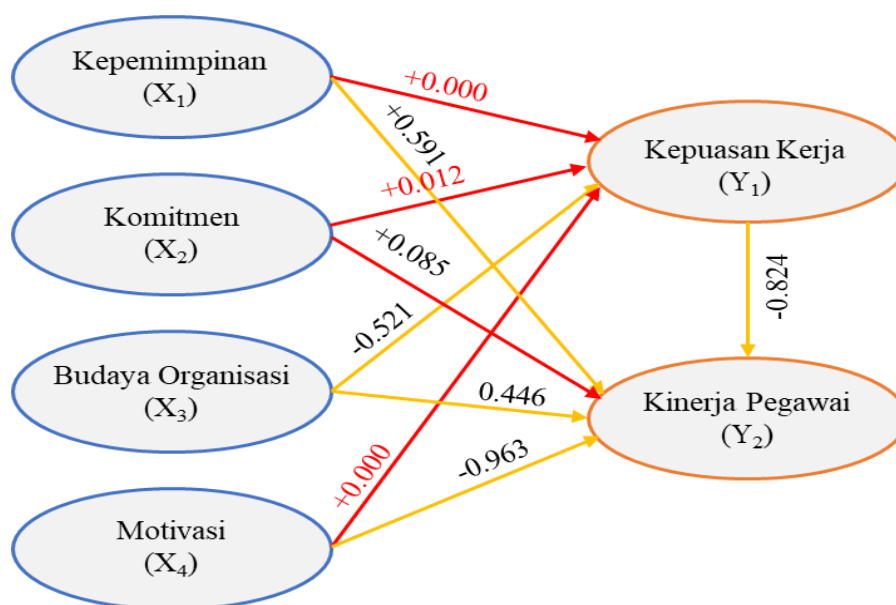 Kepemimpinan
(X₁)
+0.000
+0.591
Kepuasan Kerja
(Y₁)
+0.012
Komitmen
(X₂)
+0.085
-0.521
-0.824
Budaya Organisasi
(X₃)
0.446
Kinerja Pegawai
(Y₂)
-0.963
+0.000
Motivasi
(X₄)